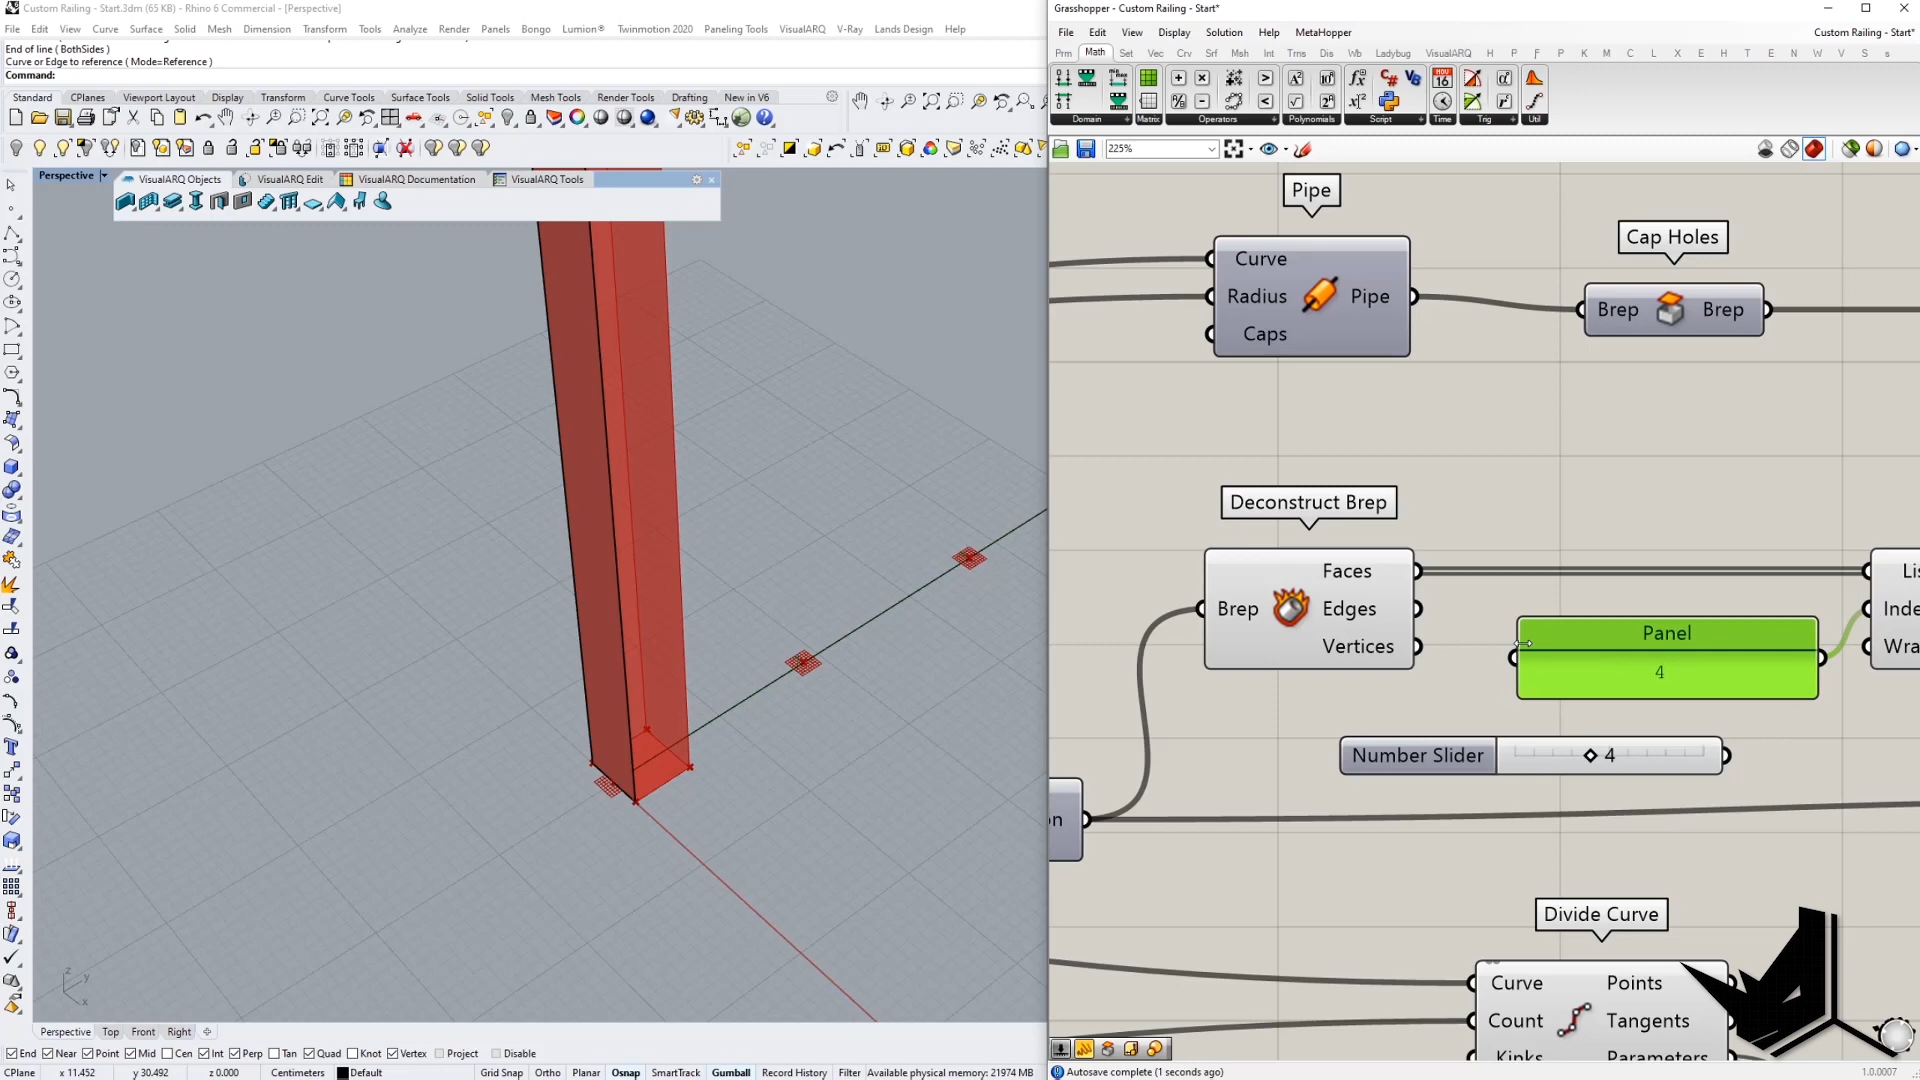 Custom Railing - Start.3dm (65 KB) - Rhino 6 Commercial - [Perspective]
File Edit View Curve Surface Solid Mesh Dimension Transform Tools Analyze Render Panels Bongo Lumion® Twinmotion 2020 Paneling Tools VisualARQ V-Ray Lands Design Help
End of line ( BothSides )
Curve or Edge to reference ( Mode=Reference )
Command:
Standard CPlanes Viewport Layout Display Transform Curve Tools Surface Tools Solid Tools Mesh Tools Render Tools Drafting New in V6
Perspective
VisualARQ Objects VisualARQ Edit VisualARQ Documentation VisualARQ Tools
z y x
Perspective Top Front Right
End Near Point Mid Cen Int Perp Tan Quad Knot Vertex Project Disable
CPlane x 11.452 y 30.492 z 0.000 Centimeters Default Grid Snap Ortho Planar Osnap SmartTrack Gumball Record History Filter Available physical memory: 21974 MB
Grasshopper - Custom Railing - Start*
File Edit View Display Solution Help MetaHopper Custom Railing - Start*
Prm Math Set Vec Crv Srf Msh Int Trns Dis Wb Ladybug VisualARQ H P F P K M C L X E H T E N W V S s
Domain Matrix Operators Polynomials Script Time Trig Util
225%
Pipe
Curve
Radius Pipe
Caps
Cap Holes
Brep Brep
Deconstruct Brep
Faces
Brep Edges
Vertices
Lis
Inde
Wra
Panel
4
Number Slider 4
on
Divide Curve
Curve Points
Count Tangents
Kinks Parameters
Autosave complete (1 seconds ago) 1.0.0007